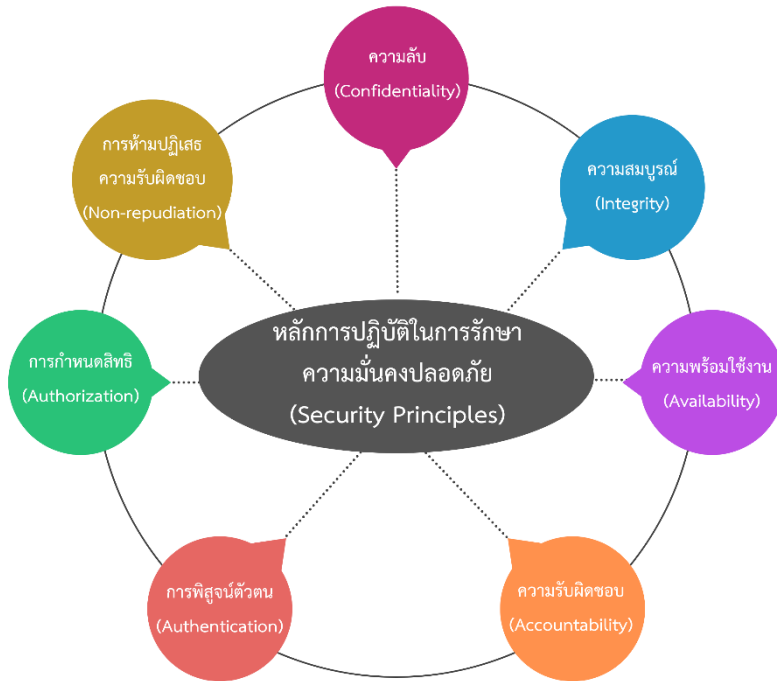 ความลับ
(Confidentiality)
ความสมบูรณ์
(Integrity)
ความพร้อมใช้งาน
(Availability)
ความรับผิดชอบ
(Accountability)
การพิสูจน์ตัวตน
(Authentication)
การกำหนดสิทธิ
(Authorization)
การห้ามปฏิเสธ
ความรับผิดชอบ
(Non-repudiation)
หลักการปฏิบัติในการรักษา
ความมั่นคงปลอดภัย
(Security Principles)